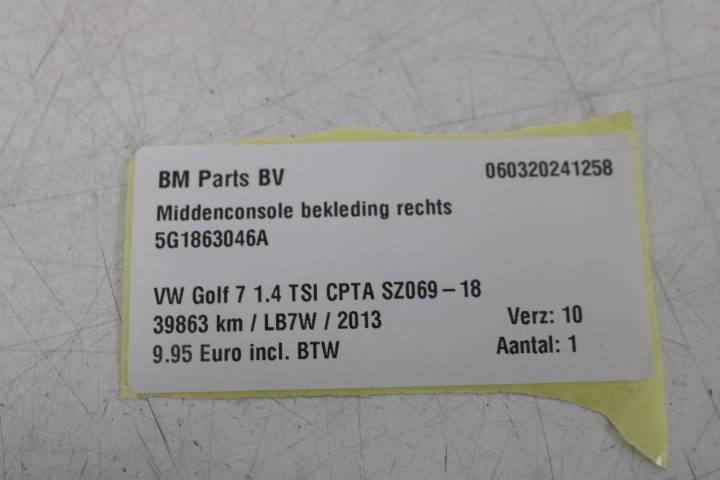 BM Parts BV 060320241258
Middenconsole bekleding rechts
5G1863046A
VW Golf 7 1.4 TSI CPTA SZ069-18
39863 km / LB7W / 2013 Verz: 10
9.95 Euro incl. BTW Aantal: 1